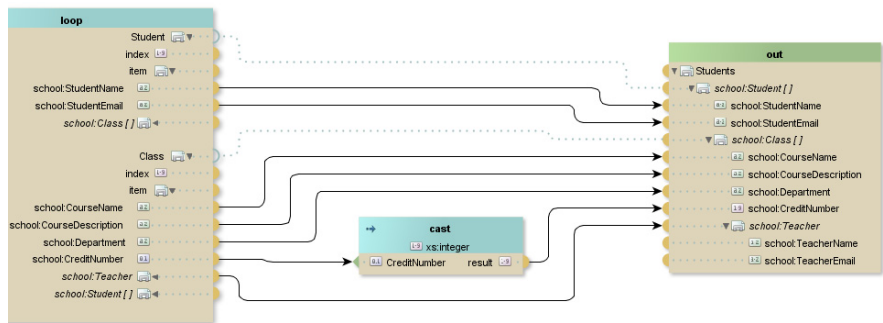 loop
Student
index
item
school:StudentName
school:StudentEmail
school:Class [ ]
Class
index
item
school:CourseName
school:CourseDescription
school:Department
school:CreditNumber
school:Teacher
school:Student [ ]
cast
xs:integer
CreditNumber result
out
Students
school:Student [ ]
school:StudentName
school:StudentEmail
school:Class [ ]
school:CourseName
school:CourseDescription
school:Department
school:CreditNumber
school:Teacher
school:TeacherName
school:TeacherEmail